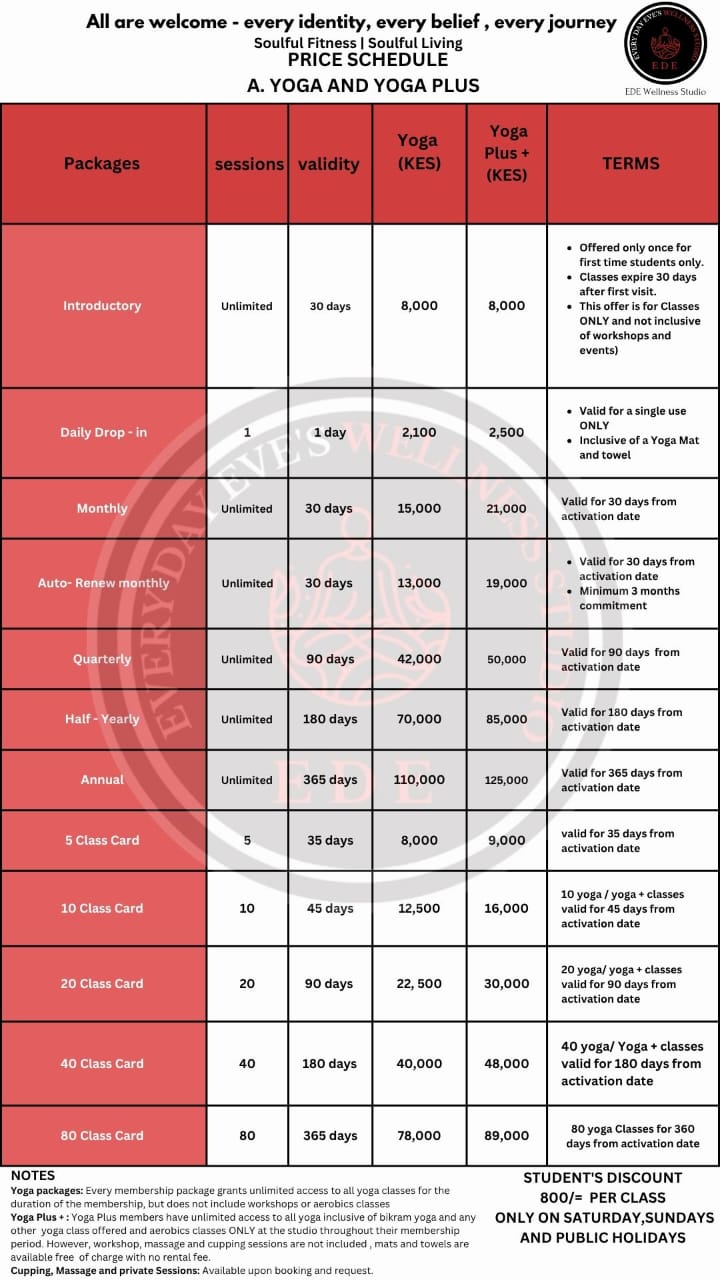 All are welcome - every identity, every belief , every journey
Soulful Fitness | Soulful Living
PRICE SCHEDULE
A. YOGA AND YOGA PLUS
EVERY DAY EVE'S WELLNESS STUDIO
EDE
EDE Wellness Studio
Packages sessions validity Yoga (KES) Yoga Plus + (KES) TERMS
Introductory Unlimited 30 days 8,000 8,000
• Offered only once for
first time students only.
• Classes expire 30 days
after first visit.
• This offer is for Classes
ONLY and not inclusive
of workshops and
events)
Daily Drop - in 1 1 day 2,100 2,500
• Valid for a single use
ONLY
• Inclusive of a Yoga Mat
and towel
Monthly Unlimited 30 days 15,000 21,000
Valid for 30 days from
activation date
Auto- Renew monthly Unlimited 30 days 13,000 19,000
• Valid for 30 days from
activation date
• Minimum 3 months
commitment
Quarterly Unlimited 90 days 42,000 50,000
Valid for 90 days from
activation date
Half - Yearly Unlimited 180 days 70,000 85,000
Valid for 180 days from
activation date
Annual Unlimited 365 days 110,000 125,000
Valid for 365 days from
activation date
5 Class Card 5 35 days 8,000 9,000
valid for 35 days from
activation date
10 Class Card 10 45 days 12,500 16,000
10 yoga / yoga + classes
valid for 45 days from
activation date
20 Class Card 20 90 days 22, 500 30,000
20 yoga/ yoga + classes
valid for 90 days from
activation date
40 Class Card 40 180 days 40,000 48,000
40 yoga/ Yoga + classes
valid for 180 days from
activation date
80 Class Card 80 365 days 78,000 89,000
80 yoga Classes for 360
days from activation date
EVERY DAY EVE'S WELLNESS STUDIO
EDE
NOTES
Yoga packages: Every membership package grants unlimited access to all yoga classes for the
duration of the membership, but does not include workshops or aerobics classes
Yoga Plus + : Yoga Plus members have unlimited access to all yoga inclusive of bikram yoga and any
other yoga class offered and aerobics classes ONLY at the studio throughout their membership
period. However, workshop, massage and cupping sessions are not included , mats and towels are
available free of charge with no rental fee.
Cupping, Massage and private Sessions: Available upon booking and request.
STUDENT'S DISCOUNT
800/= PER CLASS
ONLY ON SATURDAY,SUNDAYS
AND PUBLIC HOLIDAYS